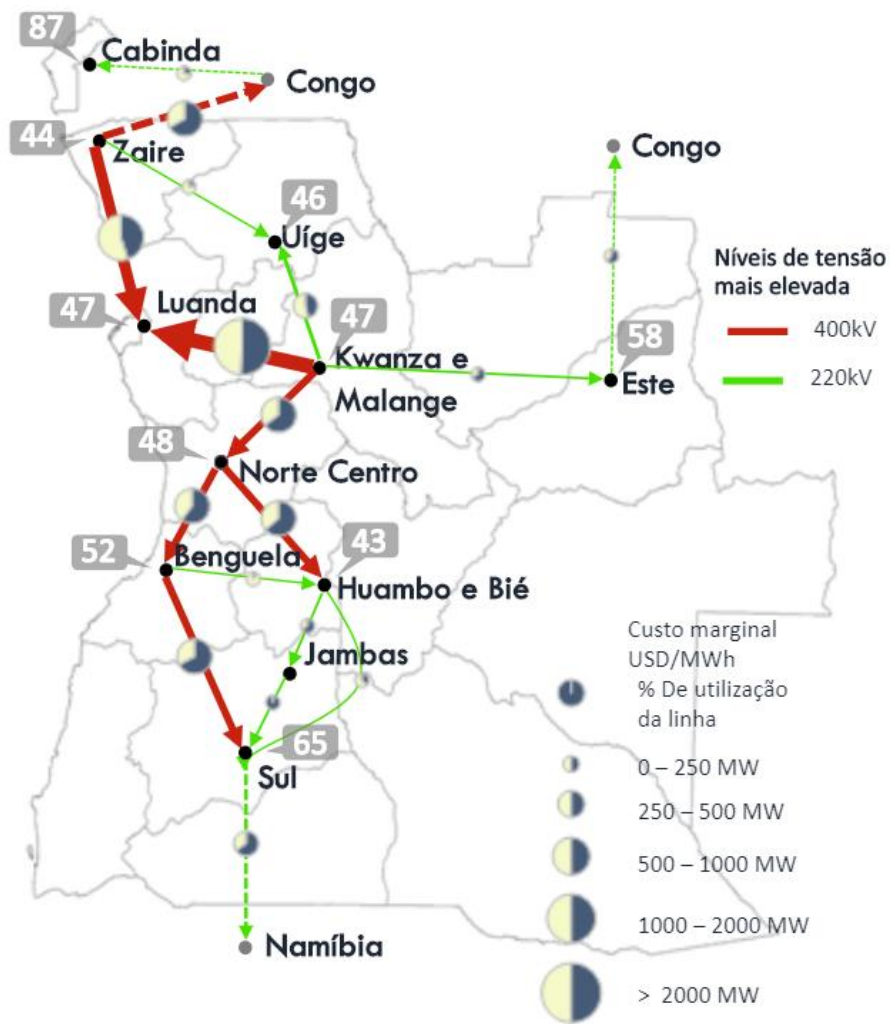 87
Cabinda
Congo
44
Zaire
Congo
46
Uíge
Níveis de tensão
mais elevada
400kV
220kV
Luanda
47
47
Kwanza e
Malange
58
Este
48
Norte Centro
52
Benguela
43
Huambo e Bié
Jambas
65
Sul
Namíbia
Custo marginal
USD/MWh
% De utilização
da linha
0 – 250 MW
250 – 500 MW
500 – 1000 MW
1000 – 2000 MW
> 2000 MW